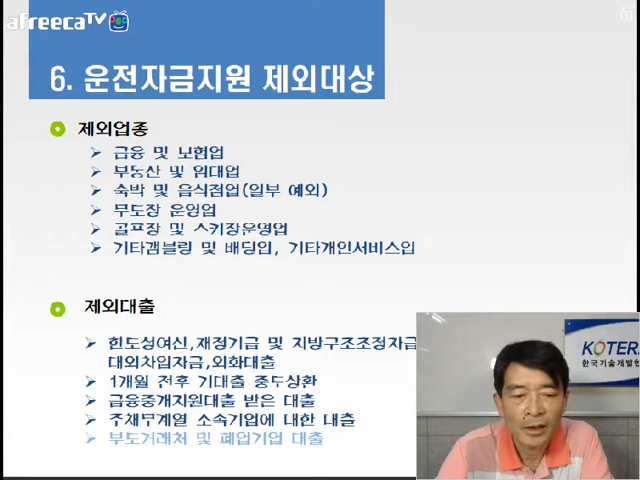 afreecaTV
6. 운전자금지원 제외대상
제외업종
금융 및 보험업
부동산 및 임대업
숙박 및 음식점업(일부 예외)
무도장 운영업
골프장 및 스키장운영업
기타갬블링 및 배팅업, 기타개인서비스업
제외대출
한도성여신,재정기금 및 지방구조조정자금
대외차입자금,외화대출
1개월 전후 기대출 중도상환
금융중개지원대출 받은 대출
주채무계열 소속기업에 대한 대출
부도거래처 및 폐업기업 대출
KOTER
한국기술개발